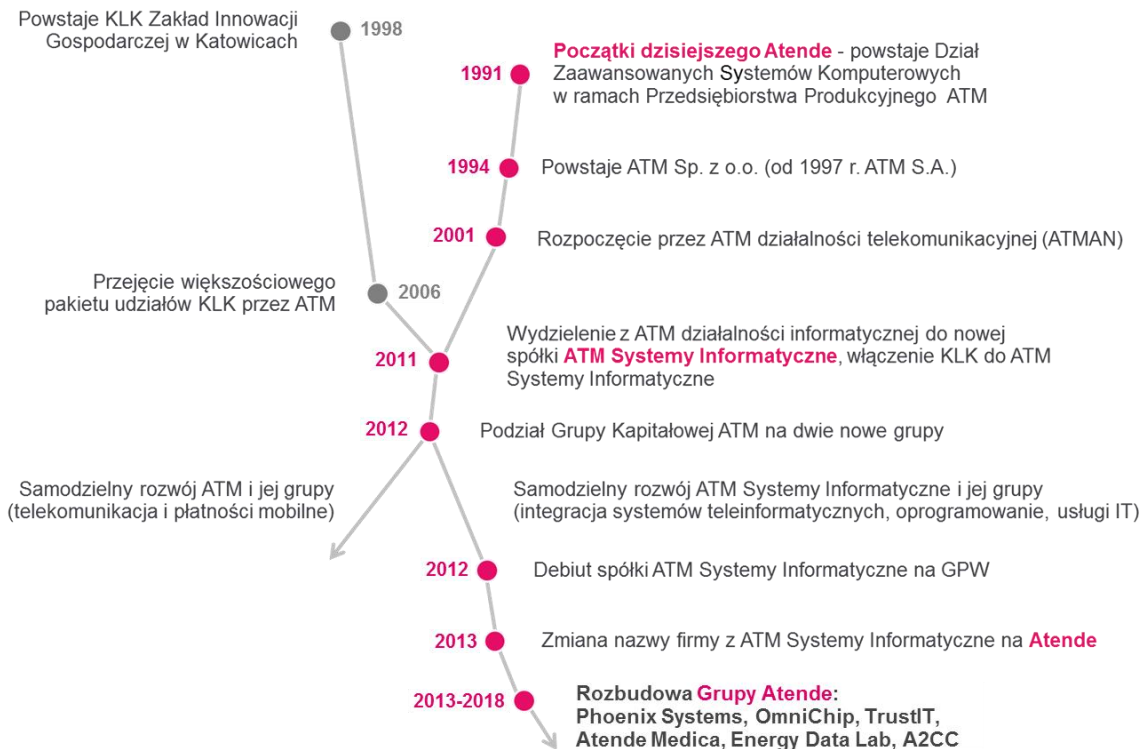 Powstaje KLK Zakład Innowacji
Gospodarczej w Katowicach
1998
1991
Początki dzisiejszego Atende - powstaje Dział
Zaawansowanych Systemów Komputerowych
w ramach Przedsiębiorstwa Produkcyjnego ATM
1994
Powstaje ATM Sp. z o.o. (od 1997 r. ATM S.A.)
2001
Rozpoczęcie przez ATM działalności telekomunikacyjnej (ATMAN)
Przejęcie większościowego
pakietu udziałów KLK przez ATM
2006
2011
Wydzielenie z ATM działalności informatycznej do nowej
spółki ATM Systemy Informatyczne, włączenie KLK do ATM
Systemy Informatyczne
2012
Podział Grupy Kapitałowej ATM na dwie nowe grupy
Samodzielny rozwój ATM i jej grupy
(telekomunikacja i płatności mobilne)
Samodzielny rozwój ATM Systemy Informatyczne i jej grupy
(integracja systemów teleinformatycznych, oprogramowanie, usługi IT)
2012
Debiut spółki ATM Systemy Informatyczne na GPW
2013
Zmiana nazwy firmy z ATM Systemy Informatyczne na Atende
2013-2018
Rozbudowa Grupy Atende:
Phoenix Systems, OmniChip, TrustIT,
Atende Medica, Energy Data Lab, A2CC